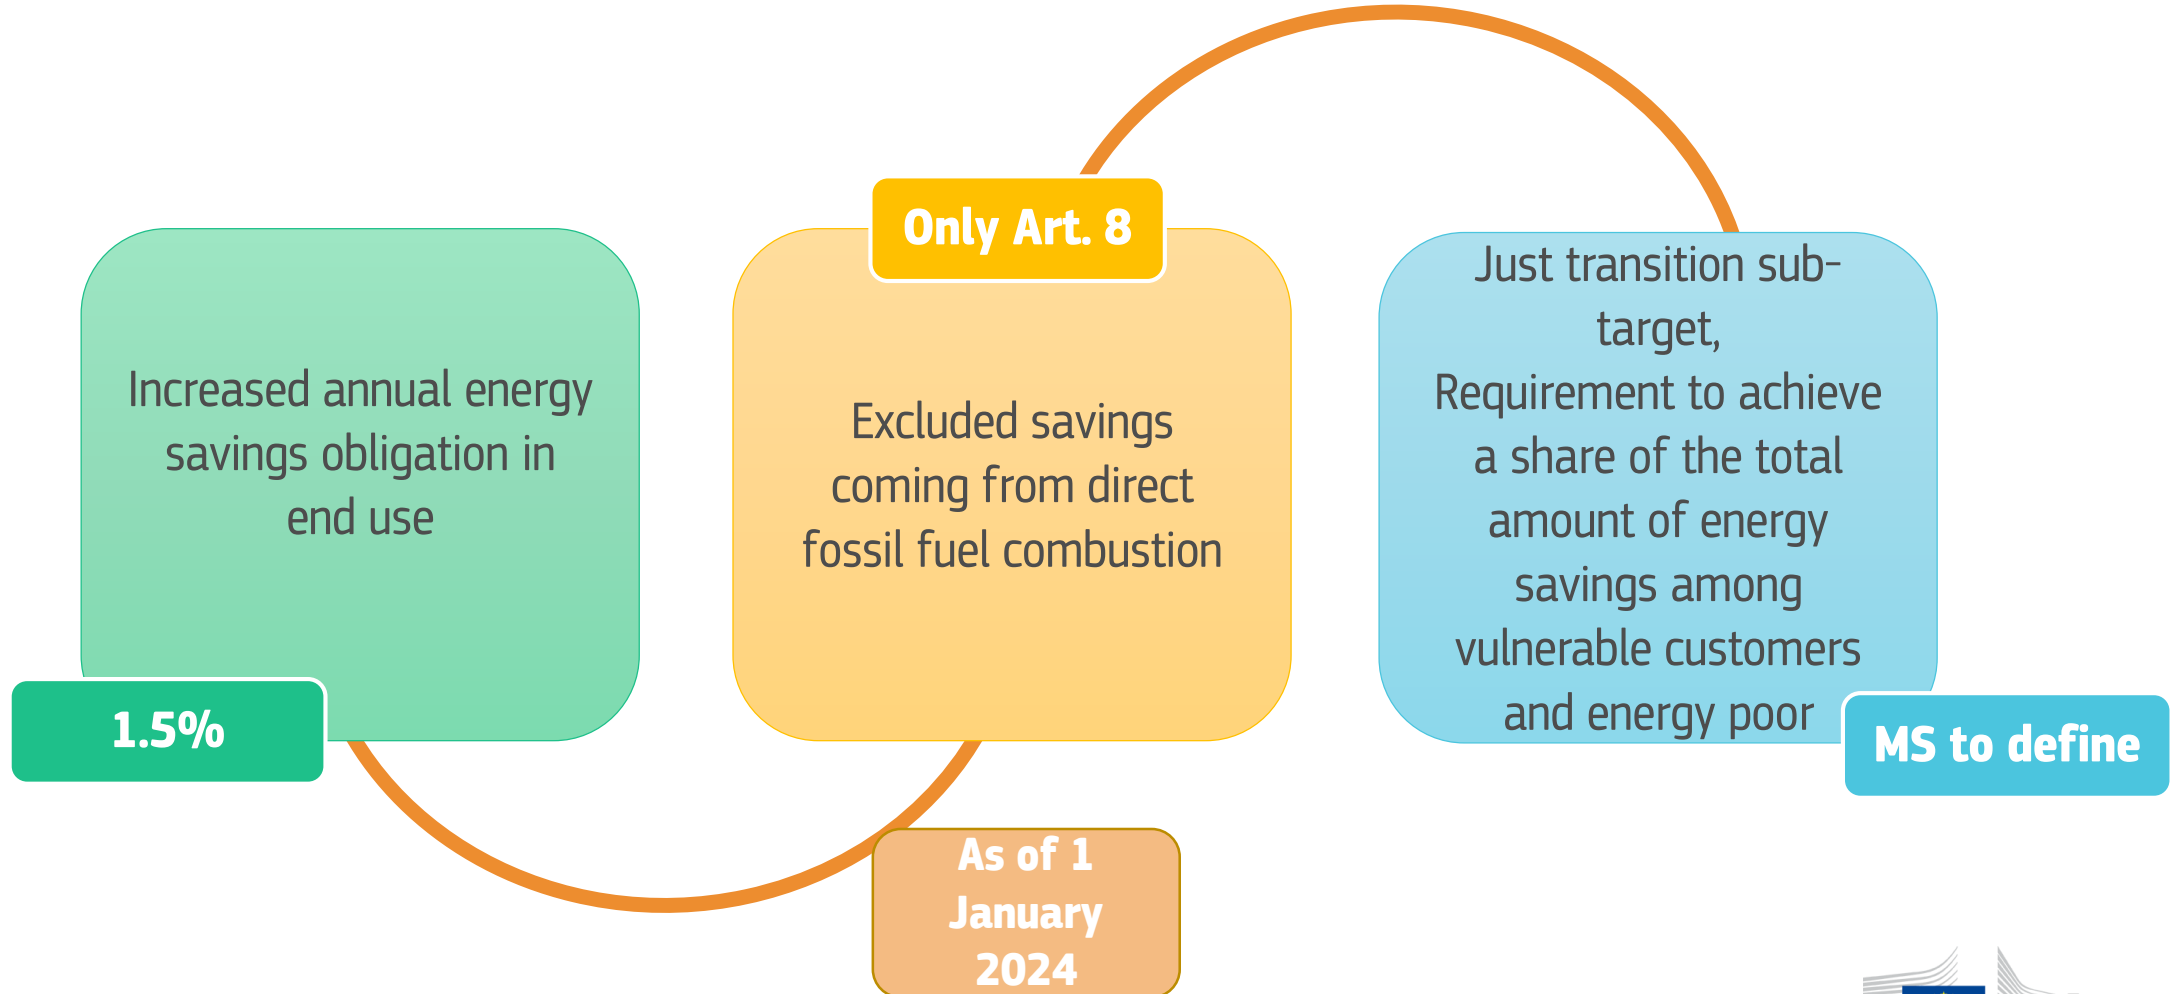 Increased annual energy
savings obligation in
end use
1.5%
Only Art. 8
Excluded savings
coming from direct
fossil fuel combustion
As of 1
January
2024
Just transition sub-
target,
Requirement to achieve
a share of the total
amount of energy
savings among
vulnerable customers
and energy poor
MS to define